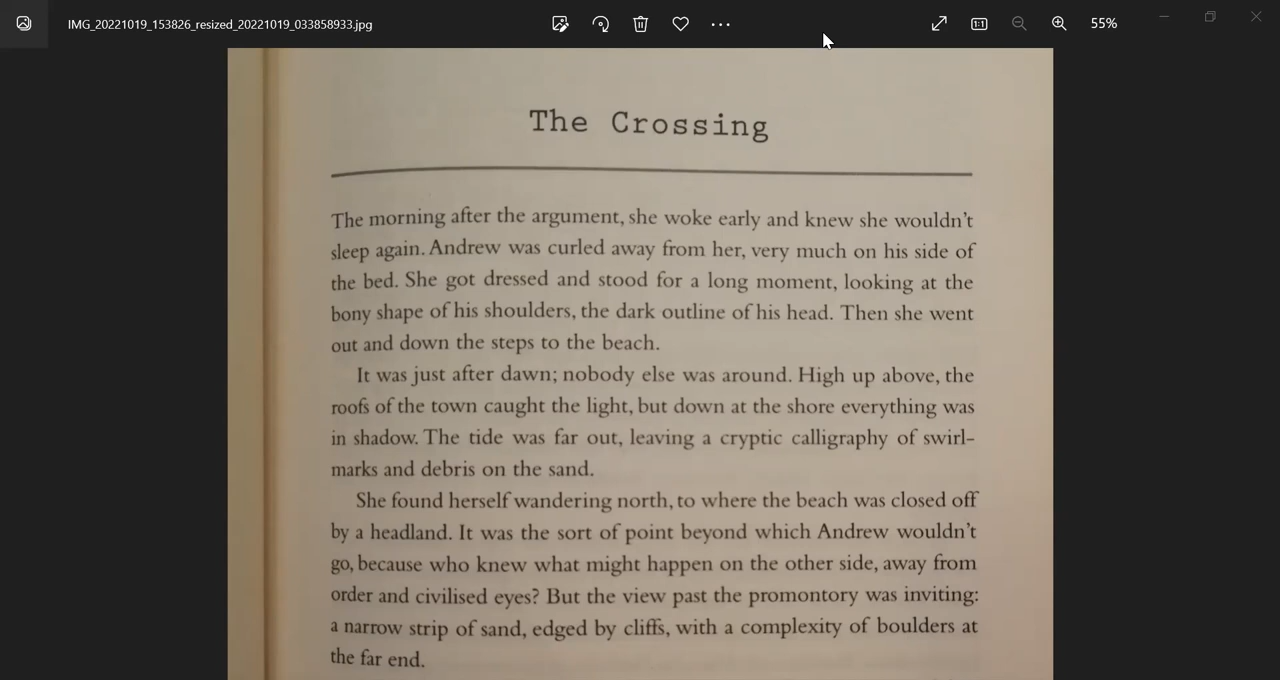 IMG_20221019_153826_resized_20221019_033858933.jpg
55%
The Crossing
The morning after the argument, she woke early and knew she wouldn't
sleep again. Andrew was curled away from her, very much on his side of
the bed. She got dressed and stood for a long moment, looking at the
bony shape of his shoulders, the dark outline of his head. Then she went
out and down the steps to the beach.
It was just after dawn; nobody else was around. High up above, the
roofs of the town caught the light, but down at the shore everything was
in shadow. The tide was far out, leaving a cryptic calligraphy of swirl-
marks and debris on the sand.
She found herself wandering north, to where the beach was closed off
by a headland. It was the sort of point beyond which Andrew wouldn't
go, because who knew what might happen on the other side, away from
order and civilised eyes? But the view past the promontory was inviting:
a narrow strip of sand, edged by cliffs, with a complexity of boulders at
the far end.